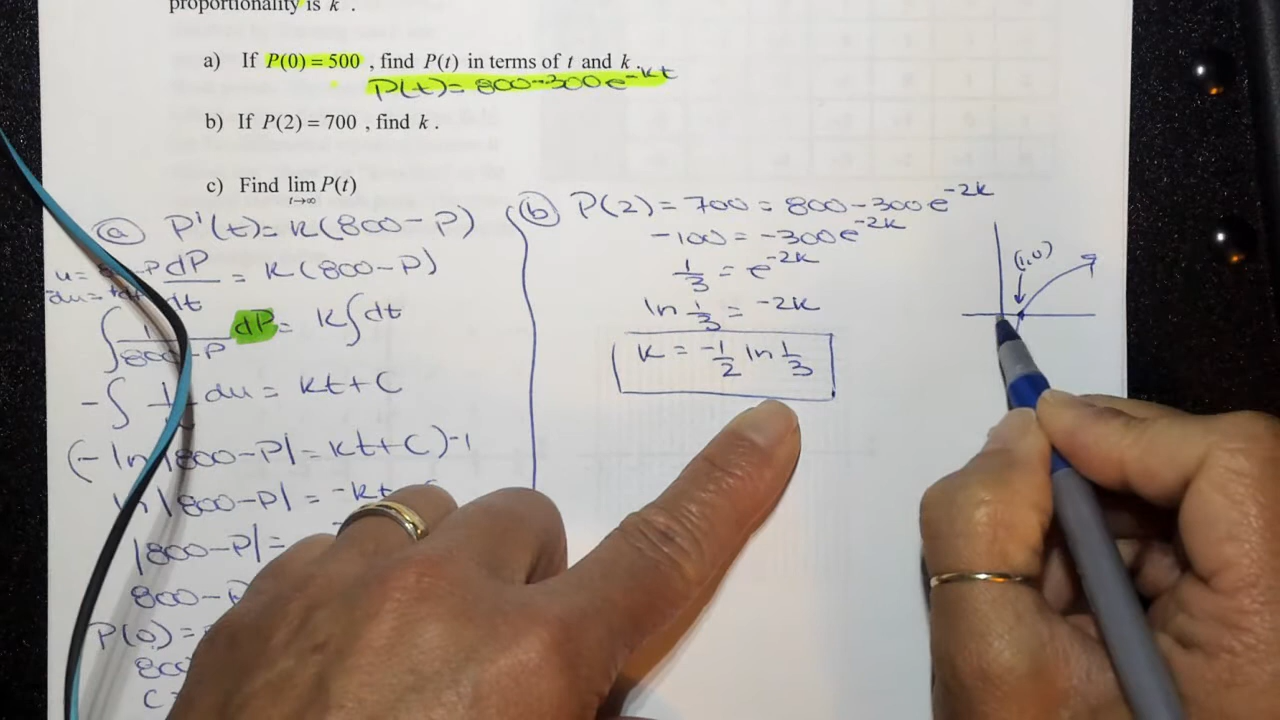 proportionality is k .
a) If P(0) = 500 , find P(t) in terms of t and k .
P(t)= 800-300e^-kt
b) If P(2) = 700 , find k .
c) Find lim P(t)
t→∞
(a) P'(t)= k(800-P)
dP/dt = k(800-P)
∫ 1/(800-P) dP = k∫dt
-∫ du = kt+C
(-ln|800-P| = kt+C)-1
ln|800-P| = -kt
|800-P| =
800-P
P(0)=
800
C
(b) P(2) = 700 = 800-300e^-2k
-100 = -300e^-2k
1/3 = e^-2k
ln 1/3 = -2k
k = -1/2 ln 1/3
(1,0)